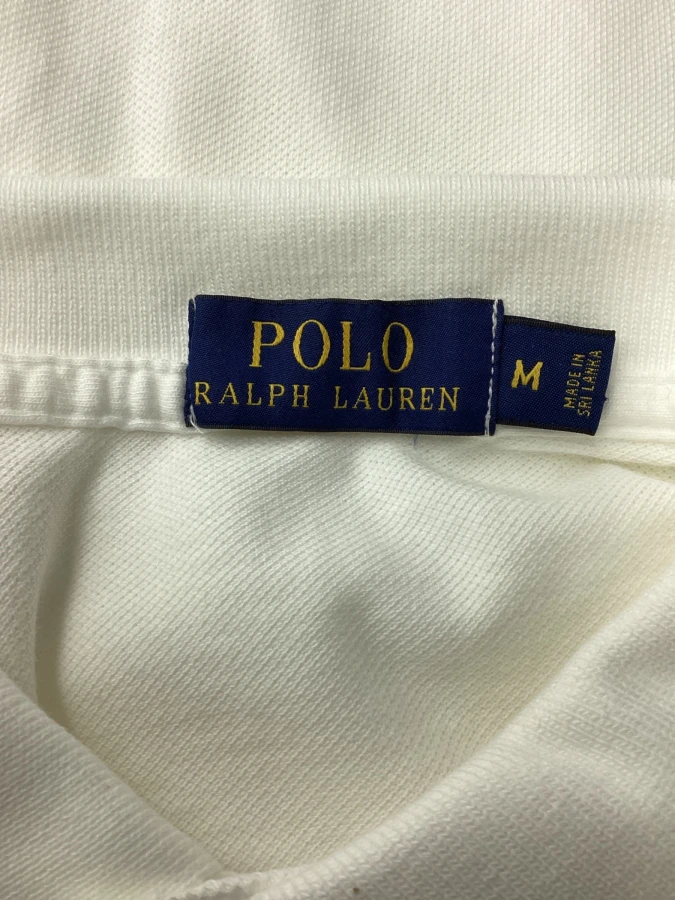 POLO
RALPH LAUREN
M
MADE IN
SRI LANKA